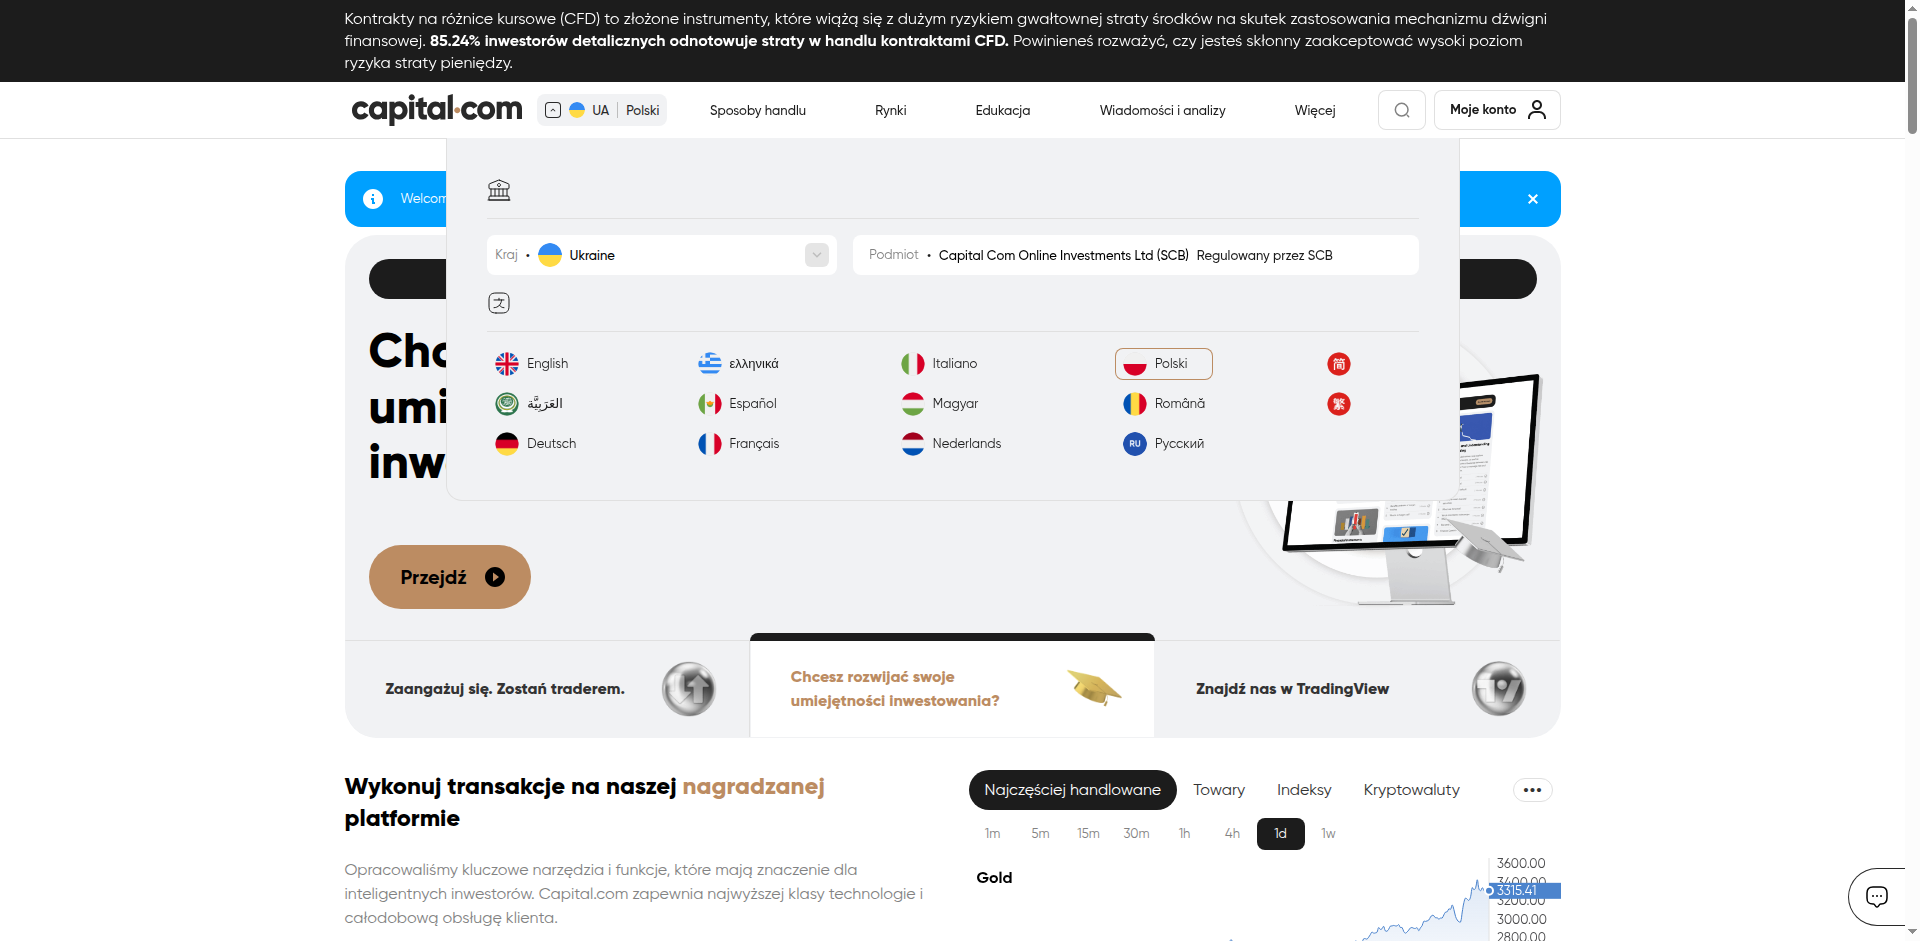 Kontrakty na różnice kursowe (CFD) to złożone instrumenty, które wiążą się z dużym ryzykiem gwałtownej straty środków na skutek zastosowania mechanizmu dźwigni
finansowej. 85.24% inwestorów detalicznych odnotowuje straty w handlu kontraktami CFD. Powinieneś rozważyć, czy jesteś skłonny zaakceptować wysoki poziom
ryzyka straty pieniędzy.
capital.com
UA Polski
Sposoby handlu
Rynki
Edukacja
Wiadomości i analizy
Więcej
Moje konto
Kraj • Ukraine
Podmiot • Capital Com Online Investments Ltd (SCB) Regulowany przez SCB
English
ελληνικά
Italiano
Polski
简
العَرَبِيَّة
Español
Magyar
Română
繁
Deutsch
Français
Nederlands
RU Русский
Przejdź
Zaangażuj się. Zostań traderem.
Chcesz rozwijać swoje
umiejętności inwestowania?
Znajdź nas w TradingView
Wykonuj transakcje na naszej nagradzanej
platformie
Opracowaliśmy kluczowe narzędzia i funkcje, które mają znaczenie dla
inteligentnych inwestorów. Capital.com zapewnia najwyższej klasy technologie i
całodobową obsługę klienta.
Najczęściej handlowane
Towary
Indeksy
Kryptowaluty
1m 5m 15m 30m 1h 4h 1d 1w
Gold
3600.00
3400.00
3315.41
3200.00
3000.00
2800.00